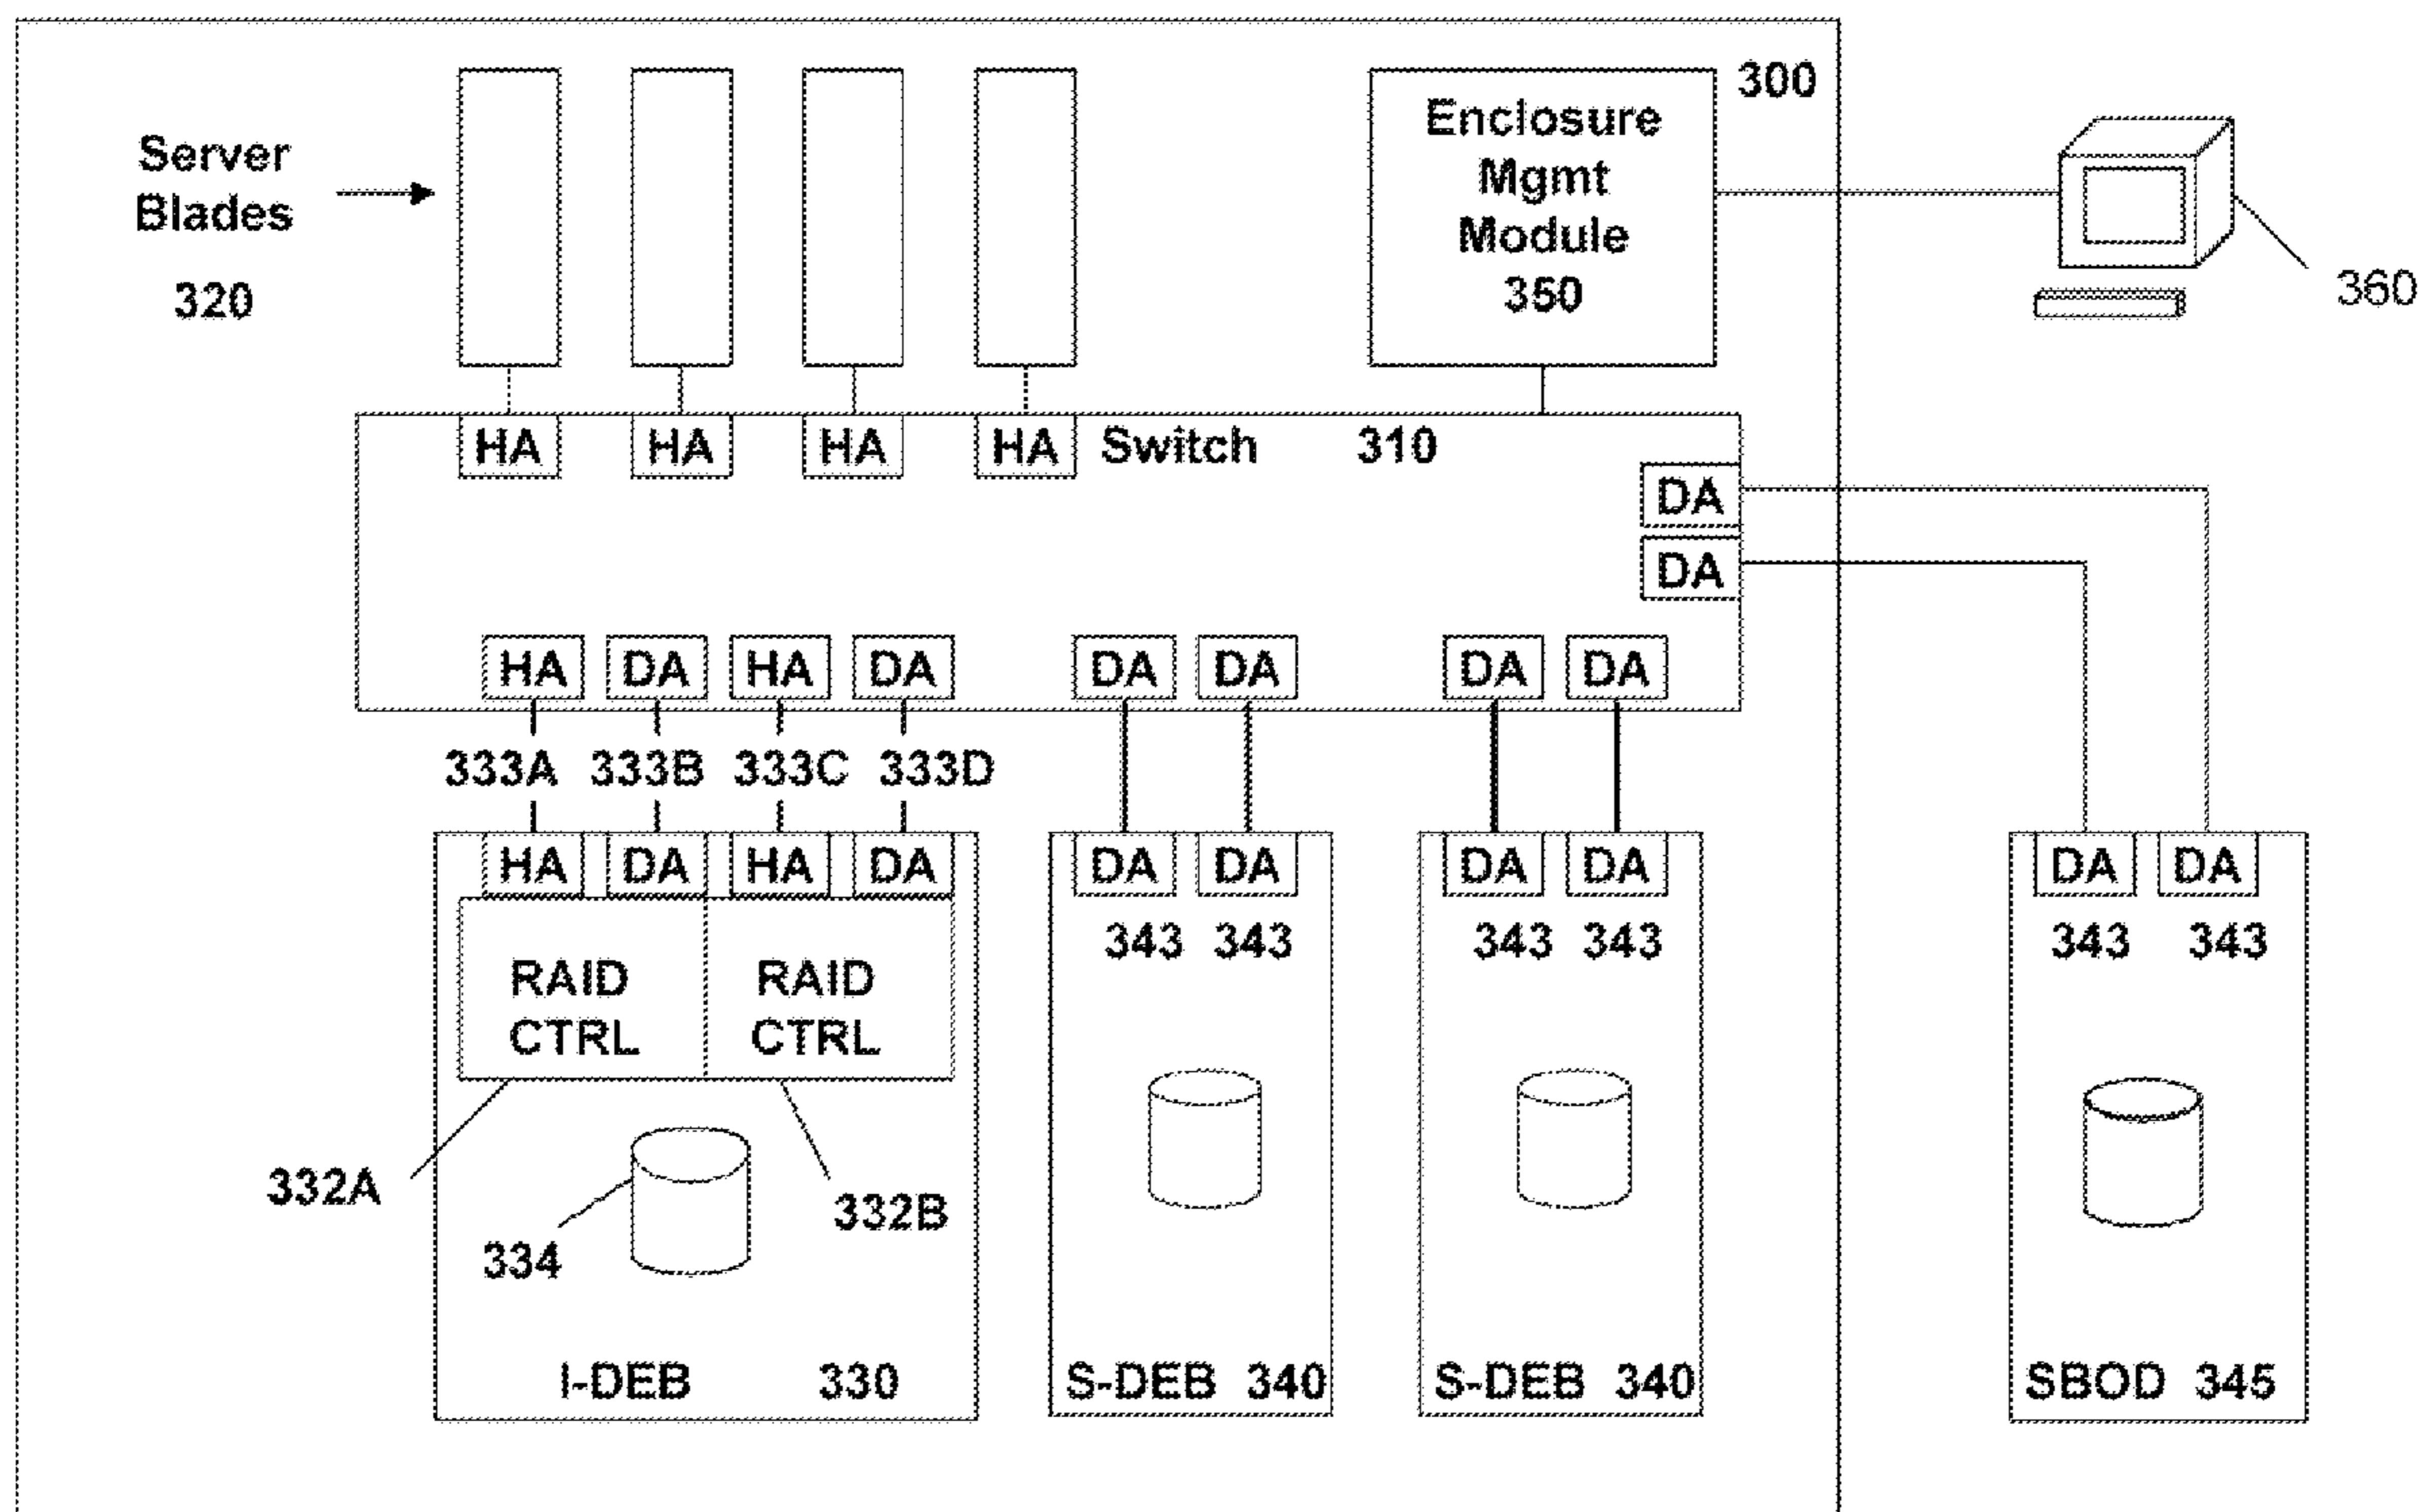 300
Enclosure
Mgmt
Module
350
Server
Blades
320
360
HA HA HA HA Switch 310
DA
DA
HA DA HA DA DA DA DA DA
333A 333B 333C 333D
HA DA HA DA DA DA DA DA DA DA
343 343 343 343 343 343
RAID RAID
CTRL CTRL
332A
332B
334
I-DEB 330 S-DEB 340 S-DEB 340 SBOD 345